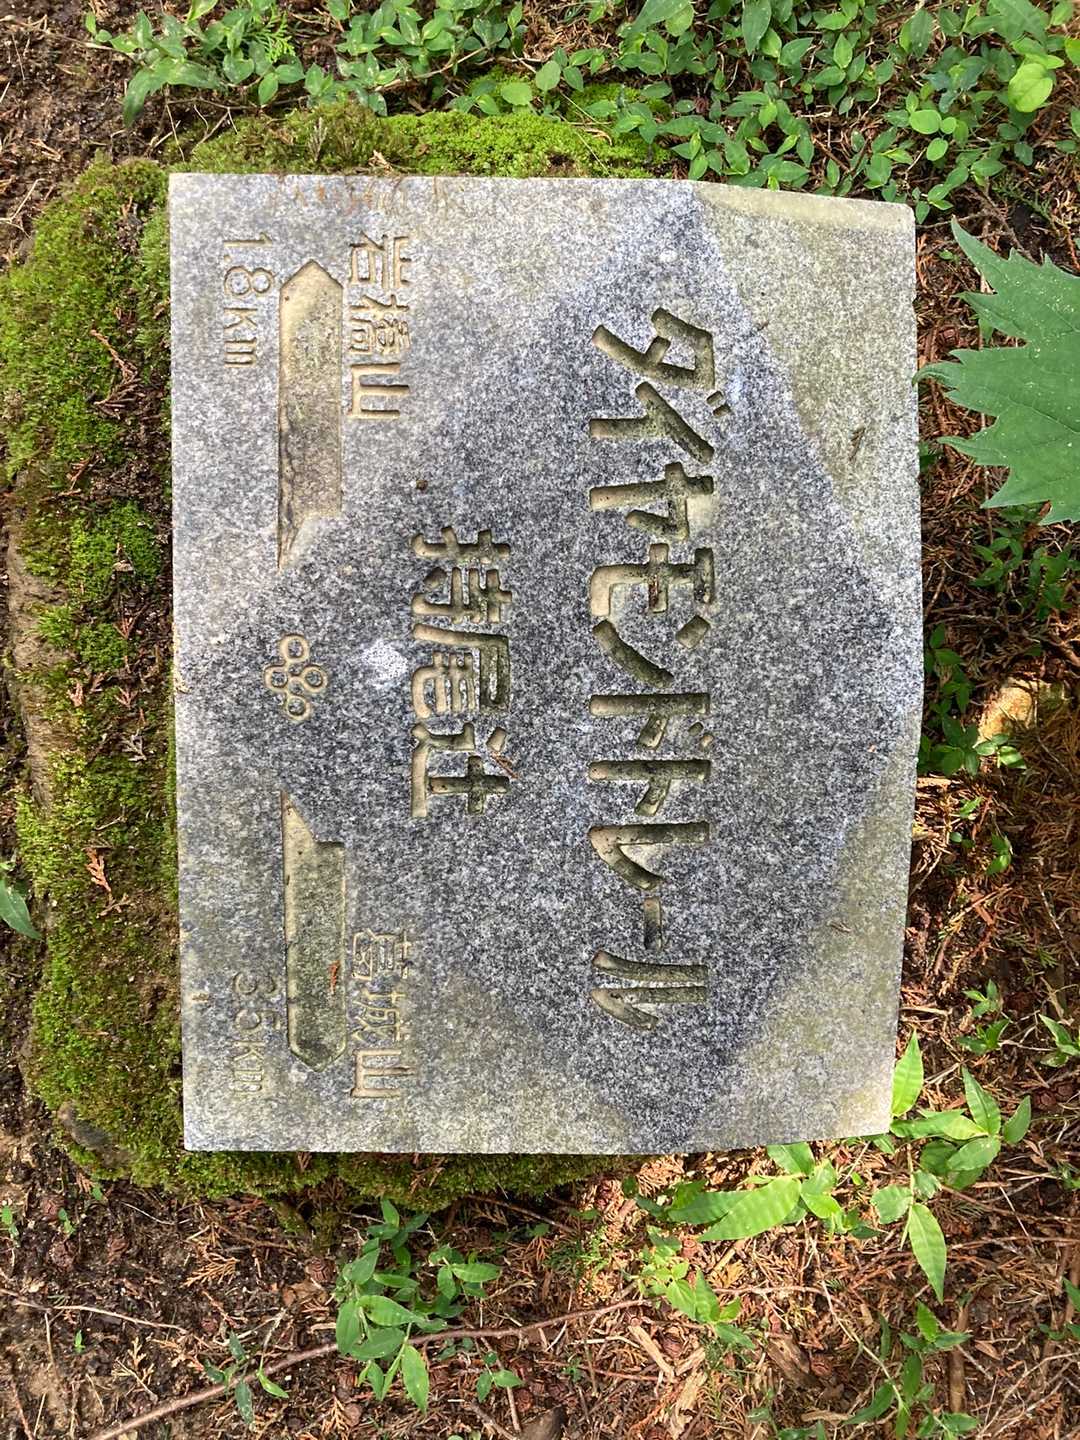 ダイヤモンドトレール
持尾辻
岩橋山
1.8Km
葛城山
3.5Km